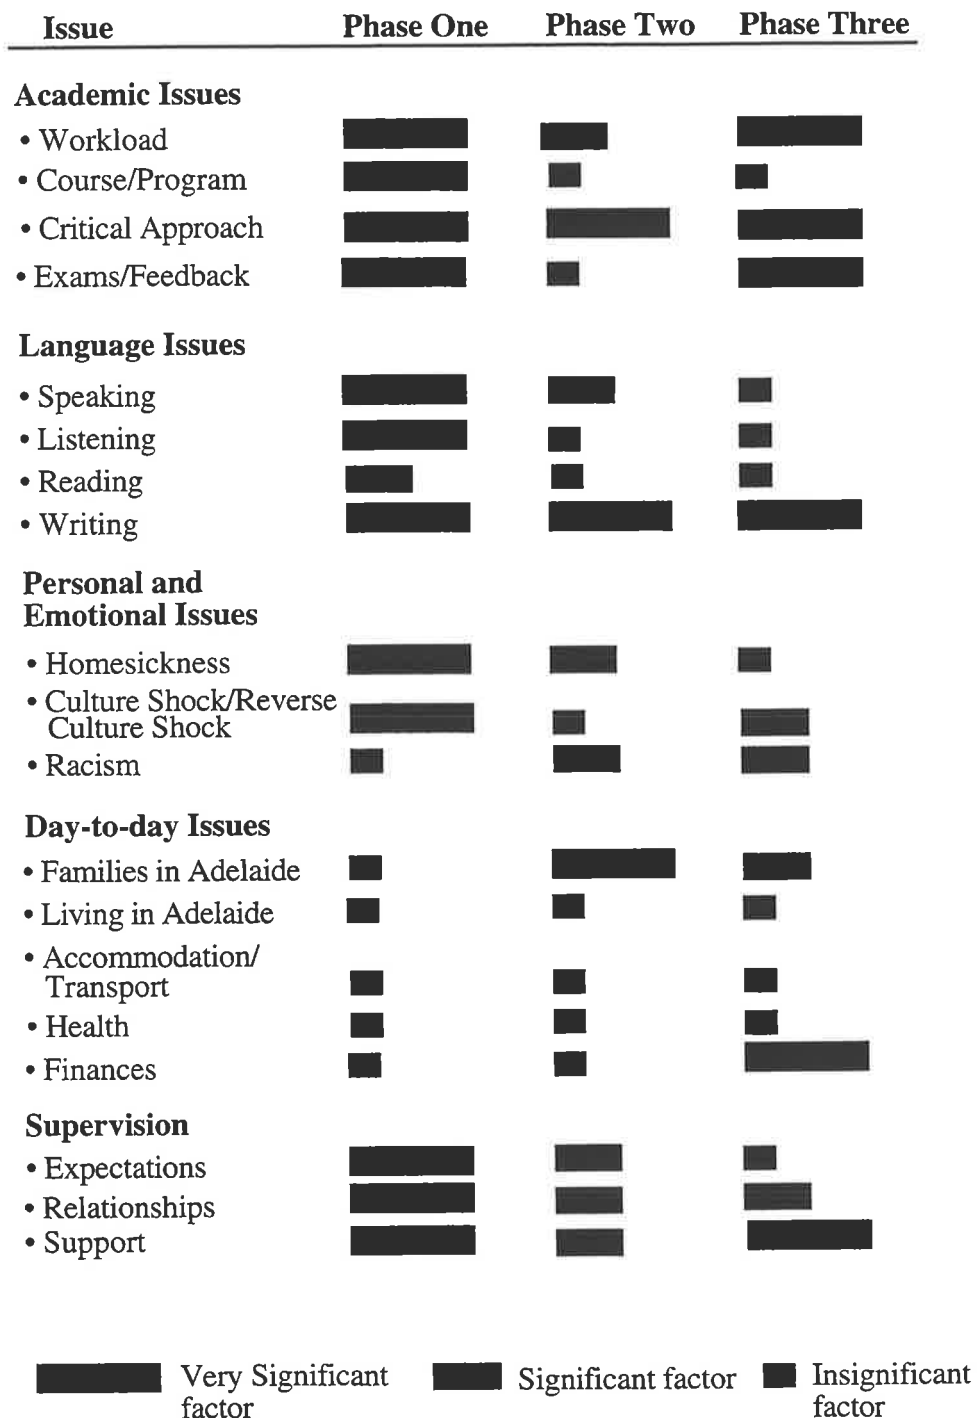 Issue Phase One Phase Two Phase Three
Academic Issues
• Workload
• Course/Program
• Critical Approach
• Exams/Feedback
Language Issues
• Speaking
• Listening
• Reading
• Writing
Personal and
Emotional Issues
• Homesickness
• Culture Shock/Reverse
Culture Shock
• Racism
Day-to-day Issues
• Families in Adelaide
• Living in Adelaide
• Accommodation/
Transport
• Health
• Finances
Supervision
• Expectations
• Relationships
• Support
Very Significant
factor
Significant factor
Insignificant
factor